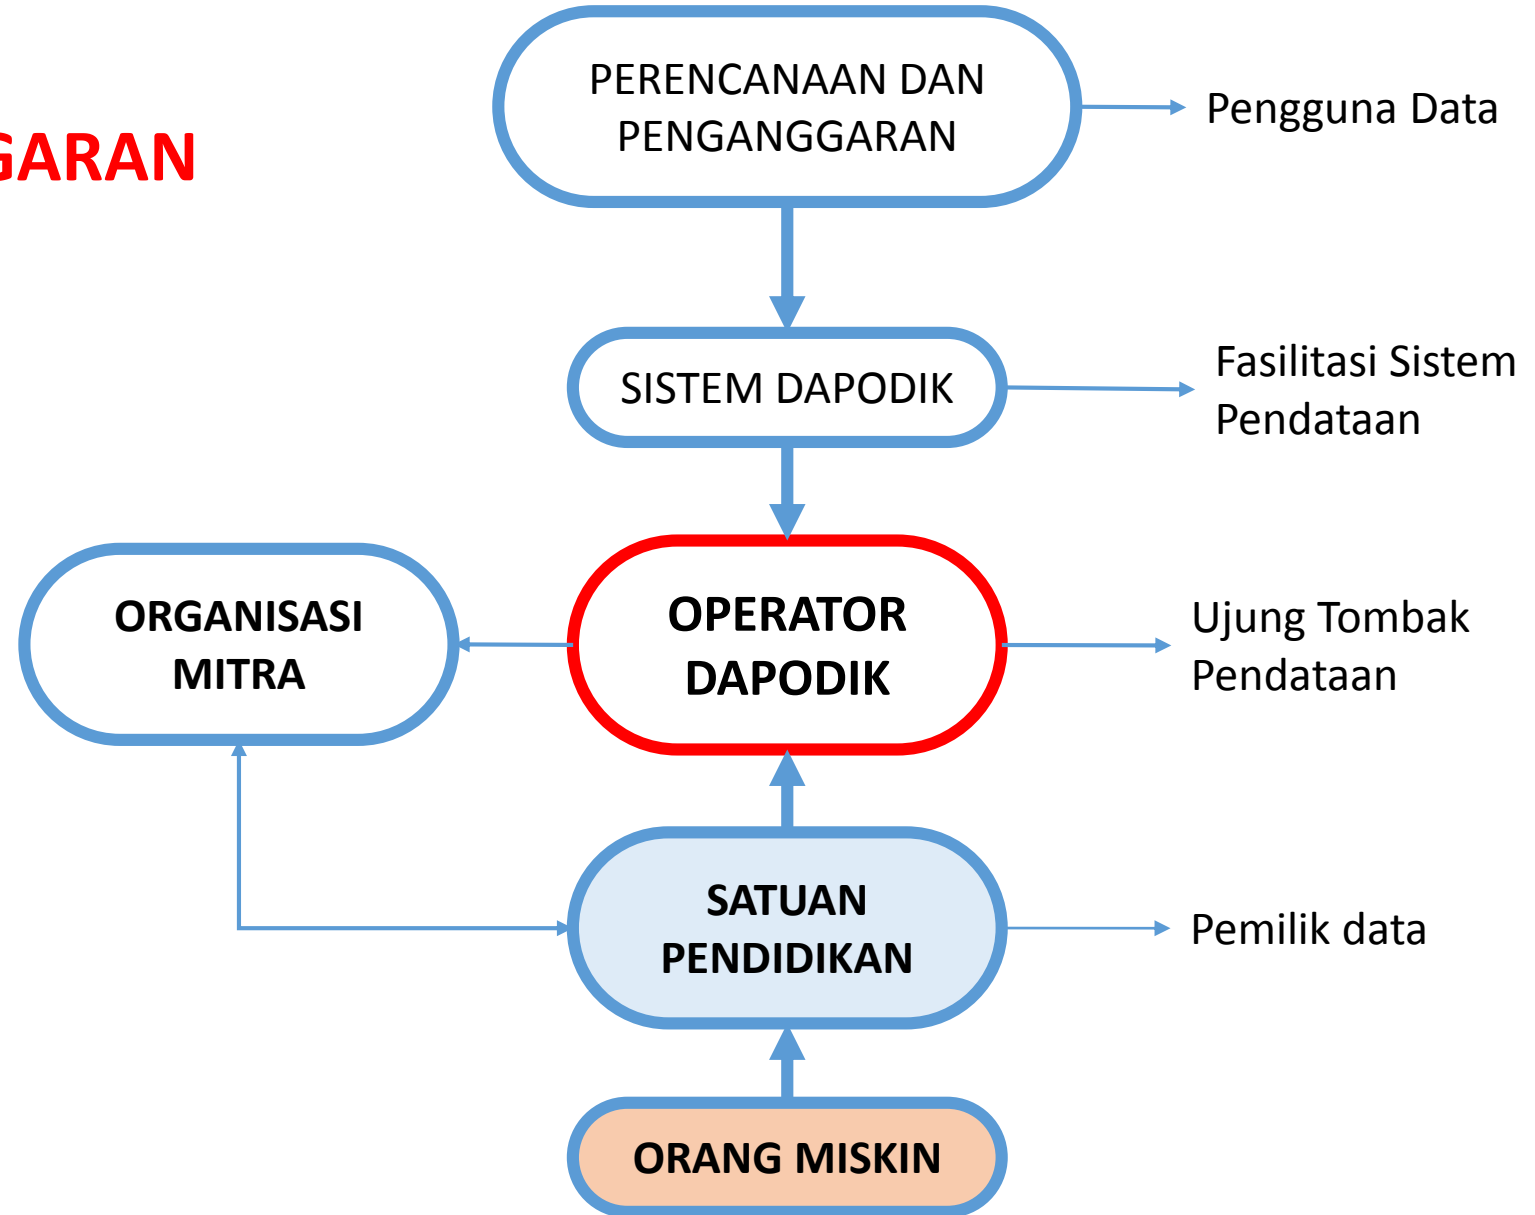 PERENCANAAN DAN
PENGANGGARAN
Pengguna Data
GARAN
SISTEM DAPODIK
Fasilitasi Sistem
Pendataan
ORGANISASI
MITRA
OPERATOR
DAPODIK
Ujung Tombak
Pendataan
SATUAN
PENDIDIKAN
Pemilik data
ORANG MISKIN